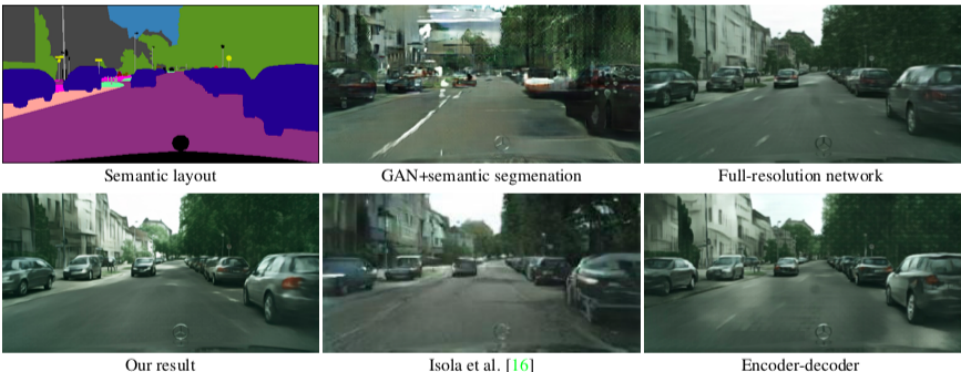 Semantic layout
GAN+semantic segmenation
Full-resolution network
Our result
Isola et al. [16]
Encoder-decoder